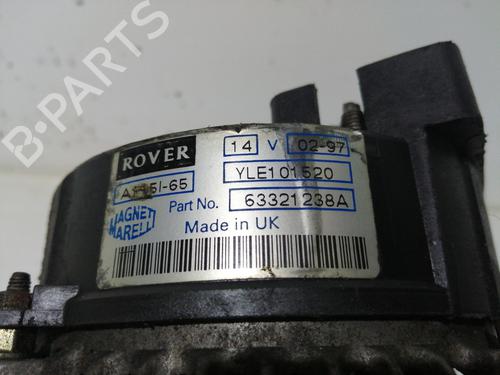 B-PARTS
ROVER
14 V 02-97
YLE101520
Part No. 63321238A
MAGNETI
MARELLI
Made in UK